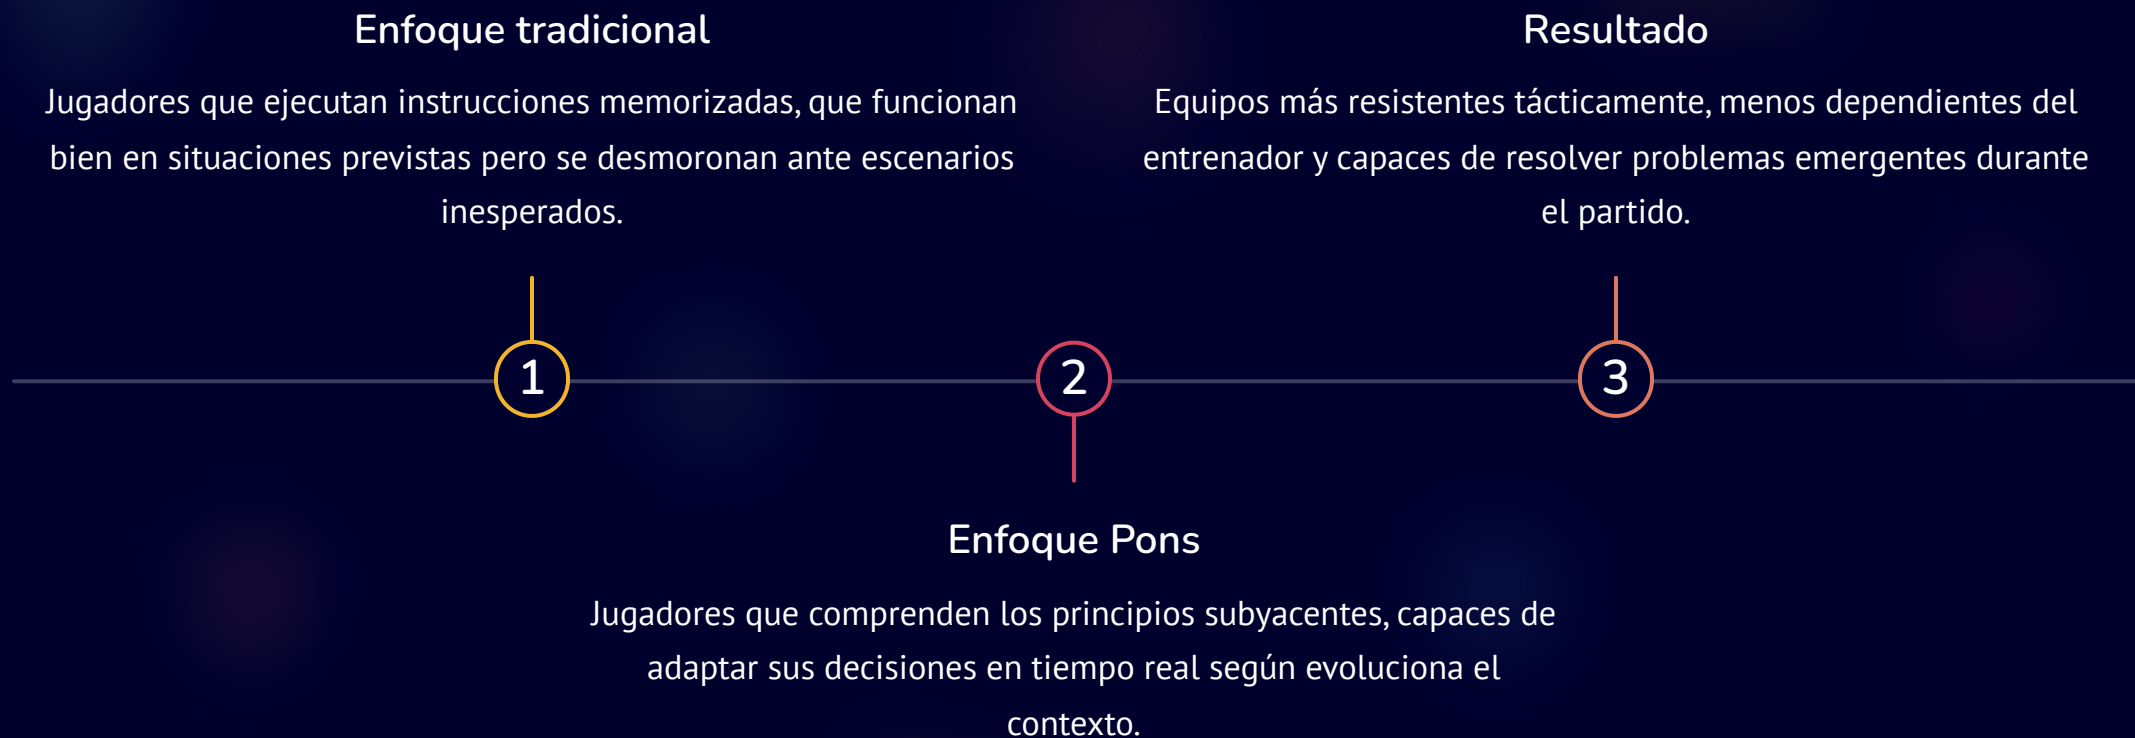 Enfoque tradicional
Jugadores que ejecutan instrucciones memorizadas, que funcionan
bien en situaciones previstas pero se desmoronan ante escenarios
inesperados.
Resultado
Equipos más resistentes tácticamente, menos dependientes del
entrenador y capaces de resolver problemas emergentes durante
el partido.
1
2
3
Enfoque Pons
Jugadores que comprenden los principios subyacentes, capaces de
adaptar sus decisiones en tiempo real según evoluciona el
contexto.